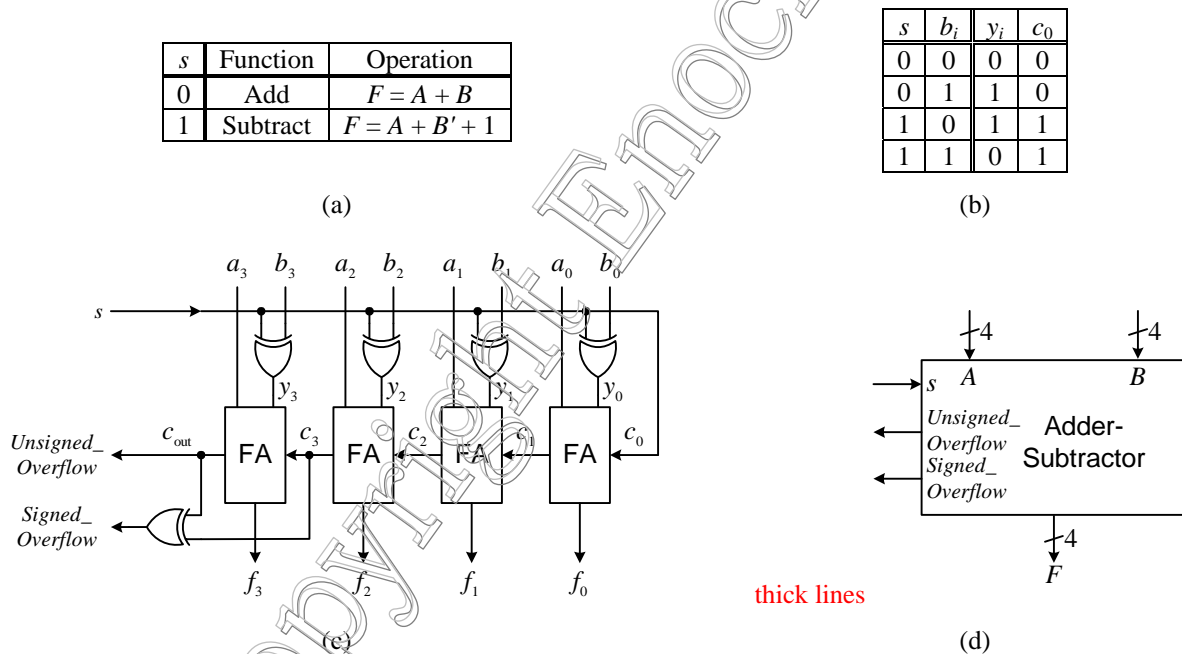 s Function Operation
0 Add F = A + B
1 Subtract F = A + B′ + 1
(a)
s b_i y_i c_0
0 0 0 0
0 1 1 0
1 0 1 1
1 1 0 1
(b)
a_3 b_3 a_2 b_2 a_1 b_1 a_0 b_0
s
y_3 y_2 y_1 y_0
Unsigned_
Overflow
c_out FA c_3 FA c_2 FA c_1 FA c_0
Signed_
Overflow
f_3 f_2 f_1 f_0
(c)
4 4
s A B
Unsigned_
Overflow
Signed_
Overflow
Adder-
Subtractor
4
F
thick lines
(d)
pyright Enoc